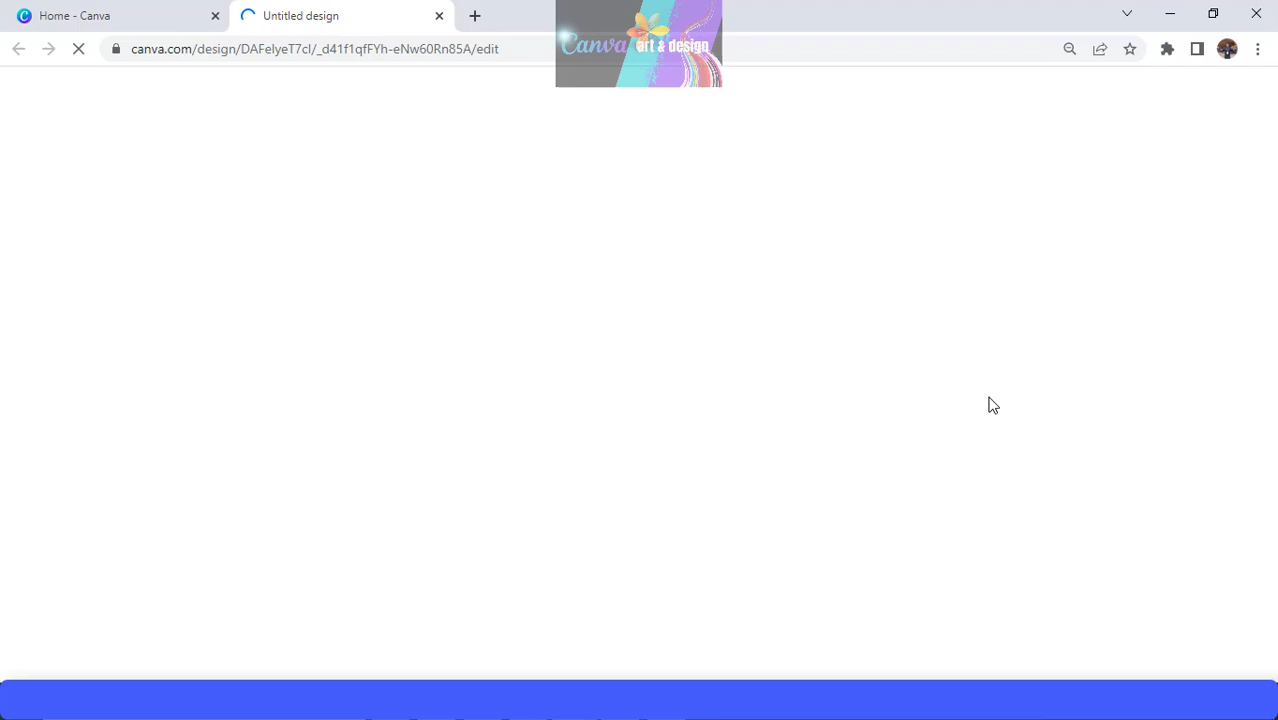 Home - Canva
Untitled design
canva.com/design/DAFelyeT7cI/_d41f1qfFYh-eNw60Rn85A/edit
Canva art & design